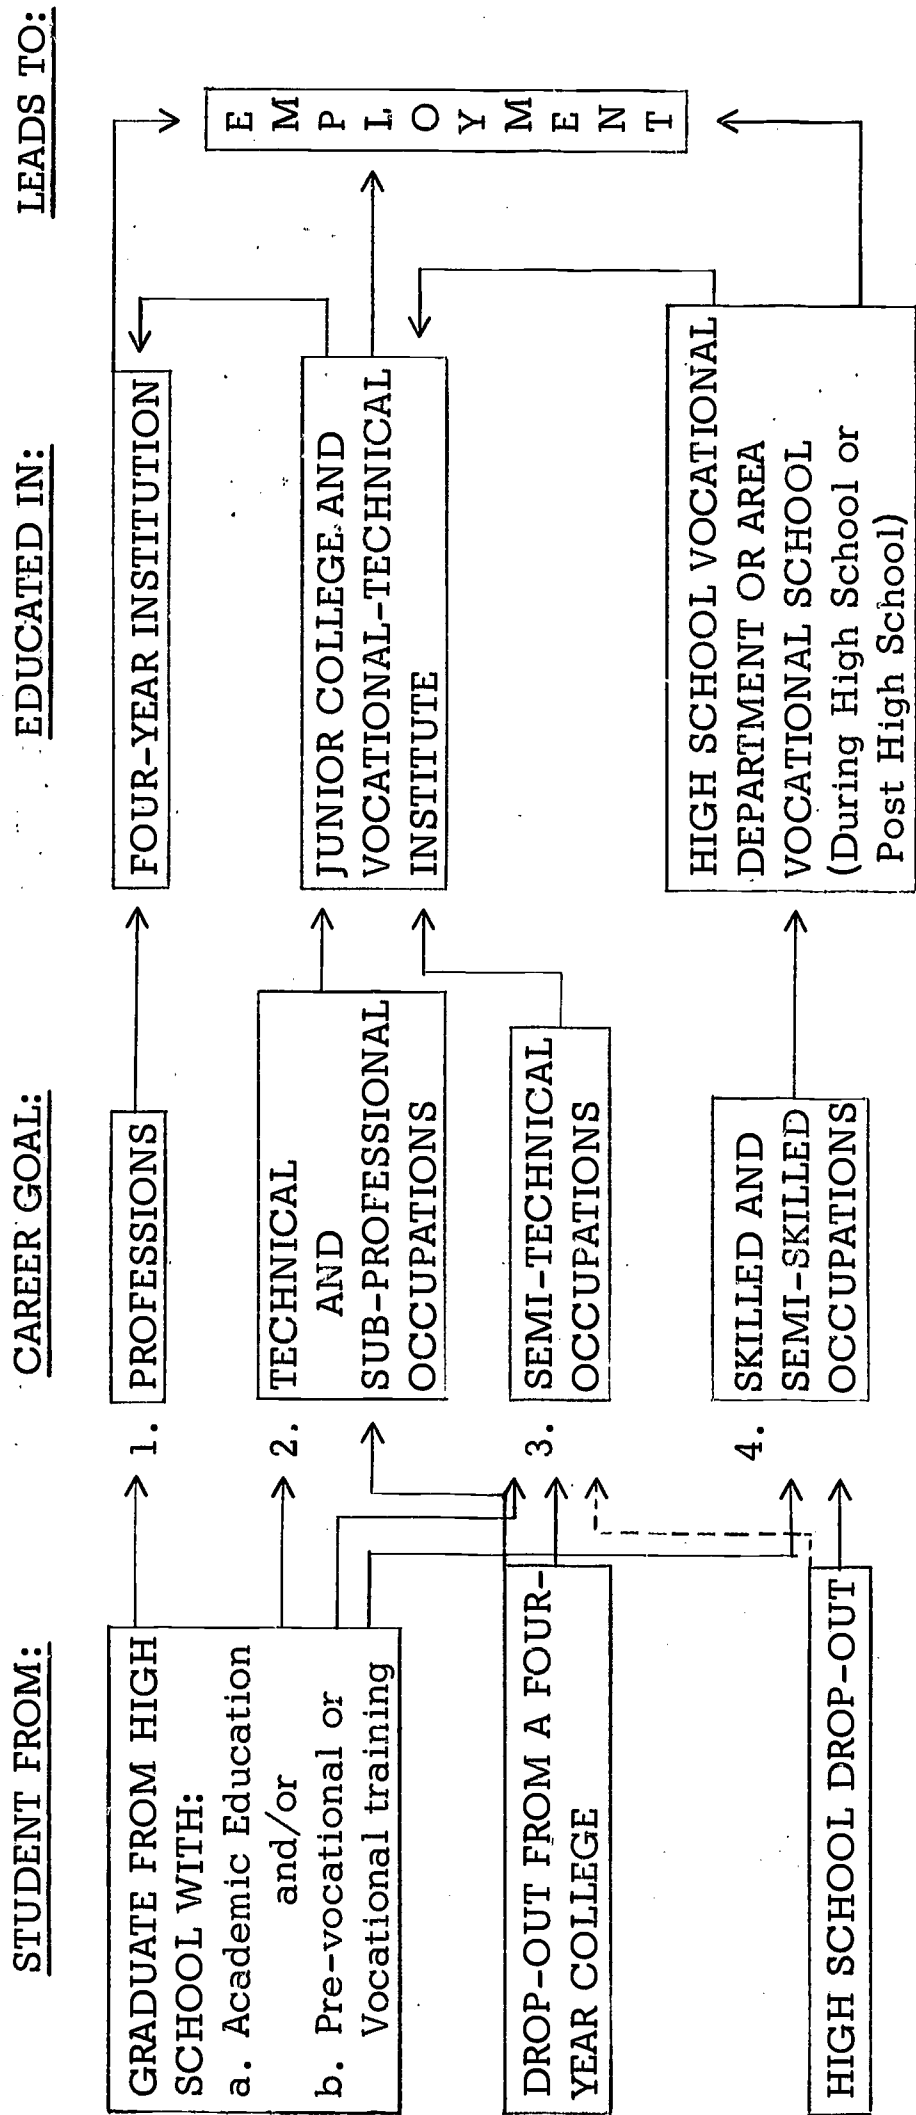 STUDENT FROM:
CAREER GOAL:
EDUCATED IN:
LEADS TO:
GRADUATE FROM HIGH
SCHOOL WITH:
a. Academic Education
and/or
b. Pre-vocational or
Vocational training
DROP-OUT FROM A FOUR-
YEAR COLLEGE
HIGH SCHOOL DROP-OUT
1. PROFESSIONS
2. TECHNICAL
AND
SUB-PROFESSIONAL
OCCUPATIONS
3. SEMI-TECHNICAL
OCCUPATIONS
4. SKILLED AND
SEMI-SKILLED
OCCUPATIONS
FOUR-YEAR INSTITUTION
JUNIOR COLLEGE AND
VOCATIONAL-TECHNICAL
INSTITUTE
HIGH SCHOOL VOCATIONAL
DEPARTMENT OR AREA
VOCATIONAL SCHOOL
(During High School or
Post High School)
EMPLOYMENT